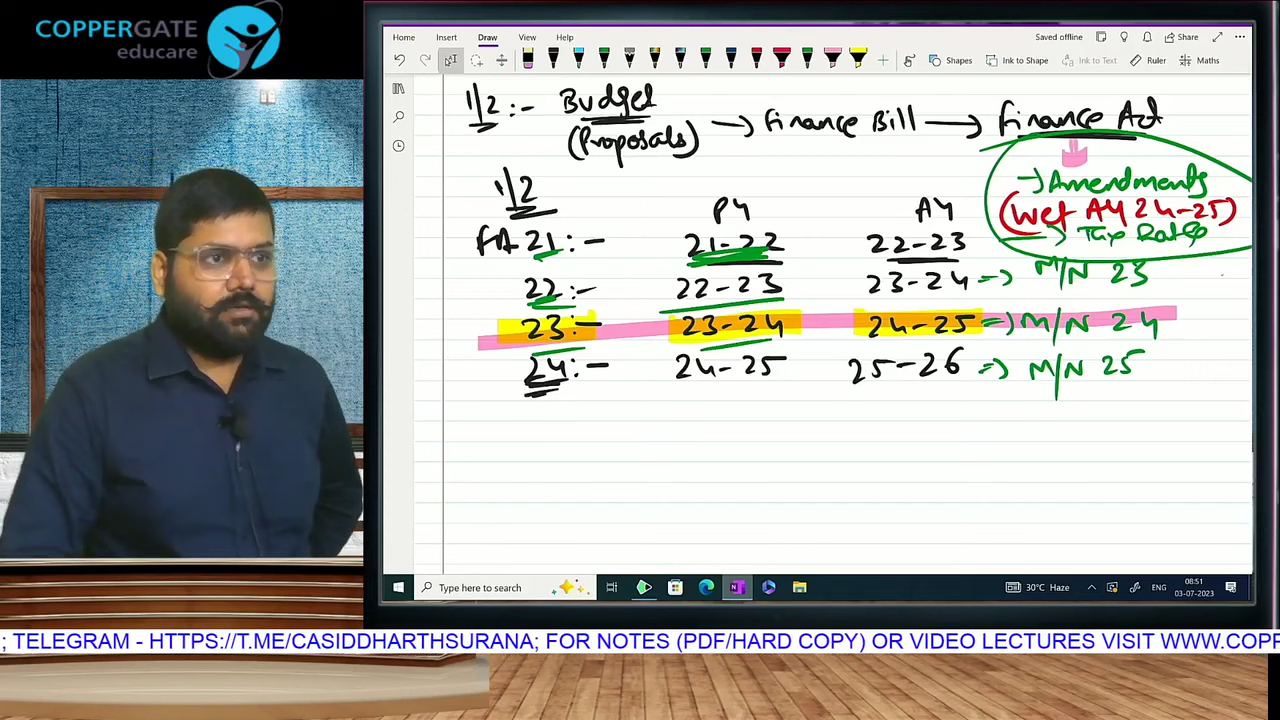 COPPERGATE
educare
Home Insert Draw View Help
Saved offline
Share
Shapes Ink to Shape Ink to Text Ruler Maths
1/2 :- Budget (Proposals) → Finance Bill → Finance Act
→ Amendments
(wef AY 24-25)
→ Tax Rates
1/2
PY AY
FA 21 :- 21-22 22-23
22 :- 22-23 23-24 => M/N 23
23 :- 23-24 24-25 => M/N 24
24 :- 24-25 25-26 => M/N 25
Type here to search
30°C Haze
ENG
08:51
03-07-2023
; TELEGRAM - HTTPS://T.ME/CASIDDHARTHSURANA; FOR NOTES (PDF/HARD COPY) OR VIDEO LECTURES VISIT WWW.COPP